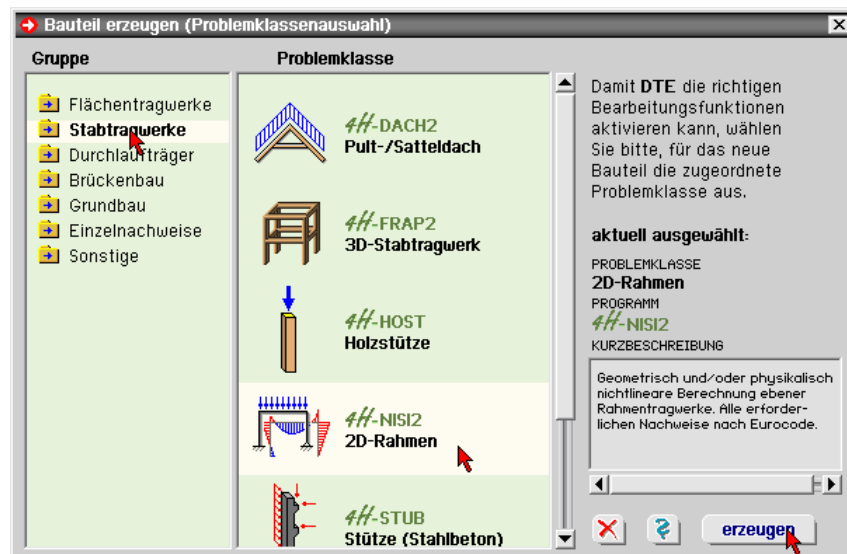 Bauteil erzeugen (Problemklassenauswahl)
Gruppe
Problemklasse
Flächentragwerke
Stabtragwerke
Durchlaufträger
Brückenbau
Grundbau
Einzelnachweise
Sonstige
4H-DACH2
Pult-/Satteldach
4H-FRAP2
3D-Stabtragwerk
4H-HOST
Holzstütze
4H-NISI2
2D-Rahmen
4H-STUB
Stütze (Stahlbeton)
Damit DTE die richtigen
Bearbeitungsfunktionen
aktivieren kann, wählen
Sie bitte, für das neue
Bauteil die zugeordnete
Problemklasse aus.
aktuell ausgewählt:
PROBLEMKLASSE
2D-Rahmen
PROGRAMM
4H-NISI2
KURZBESCHREIBUNG
Geometrisch und/oder physikalisch
nichtlineare Berechnung ebener
Rahmentragwerke. Alle erforder-
lichen Nachweise nach Eurocode.
erzeugen